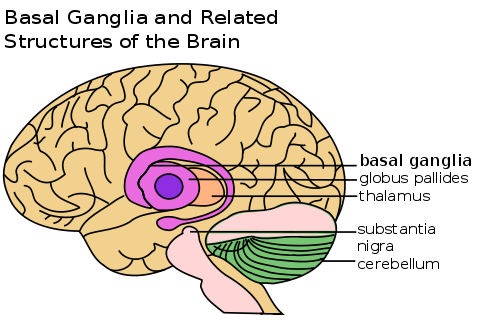 Basal Ganglia and Related
Structures of the Brain
basal ganglia
globus pallides
thalamus
substantia
nigra
cerebellum